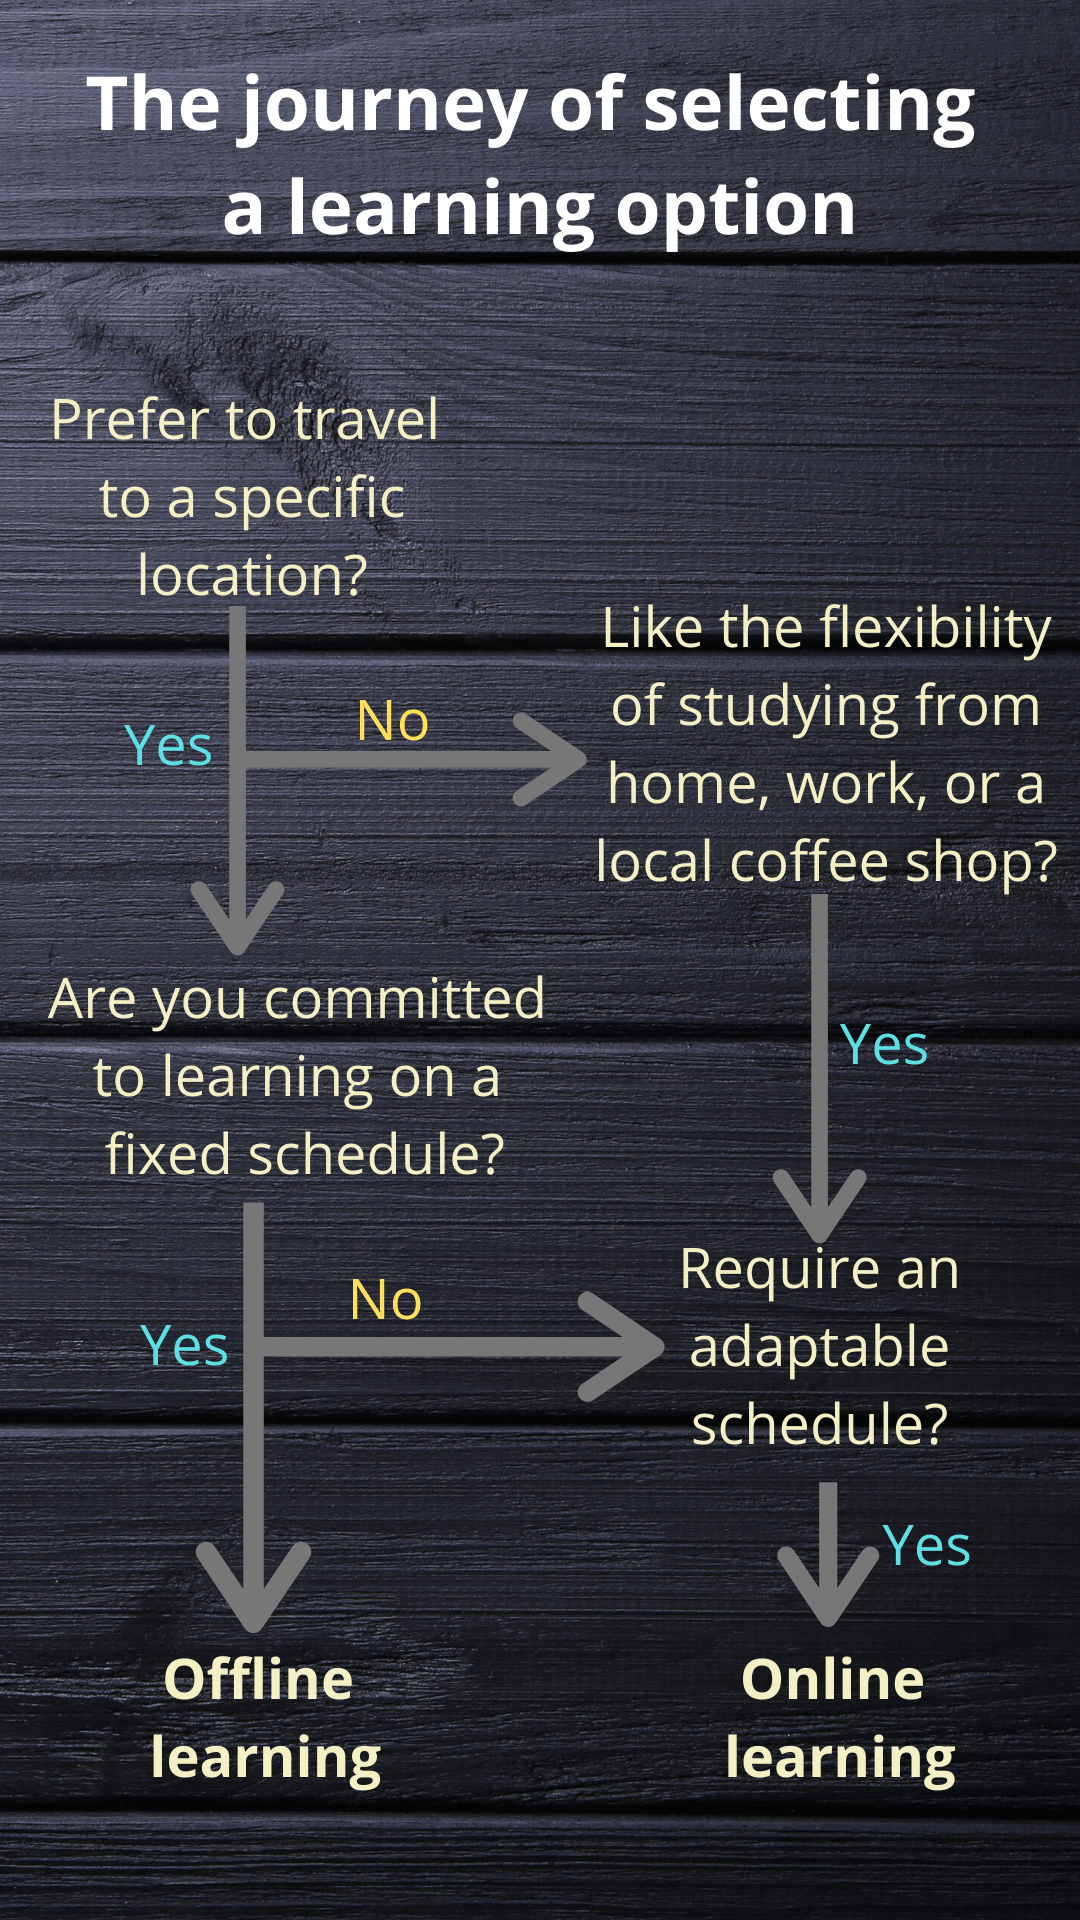 The journey of selecting
a learning option
Prefer to travel
to a specific
location?
Like the flexibility
of studying from
home, work, or a
local coffee shop?
Yes
No
Are you committed
to learning on a
fixed schedule?
Yes
Require an
adaptable
schedule?
Yes
No
Yes
Offline
learning
Online
learning